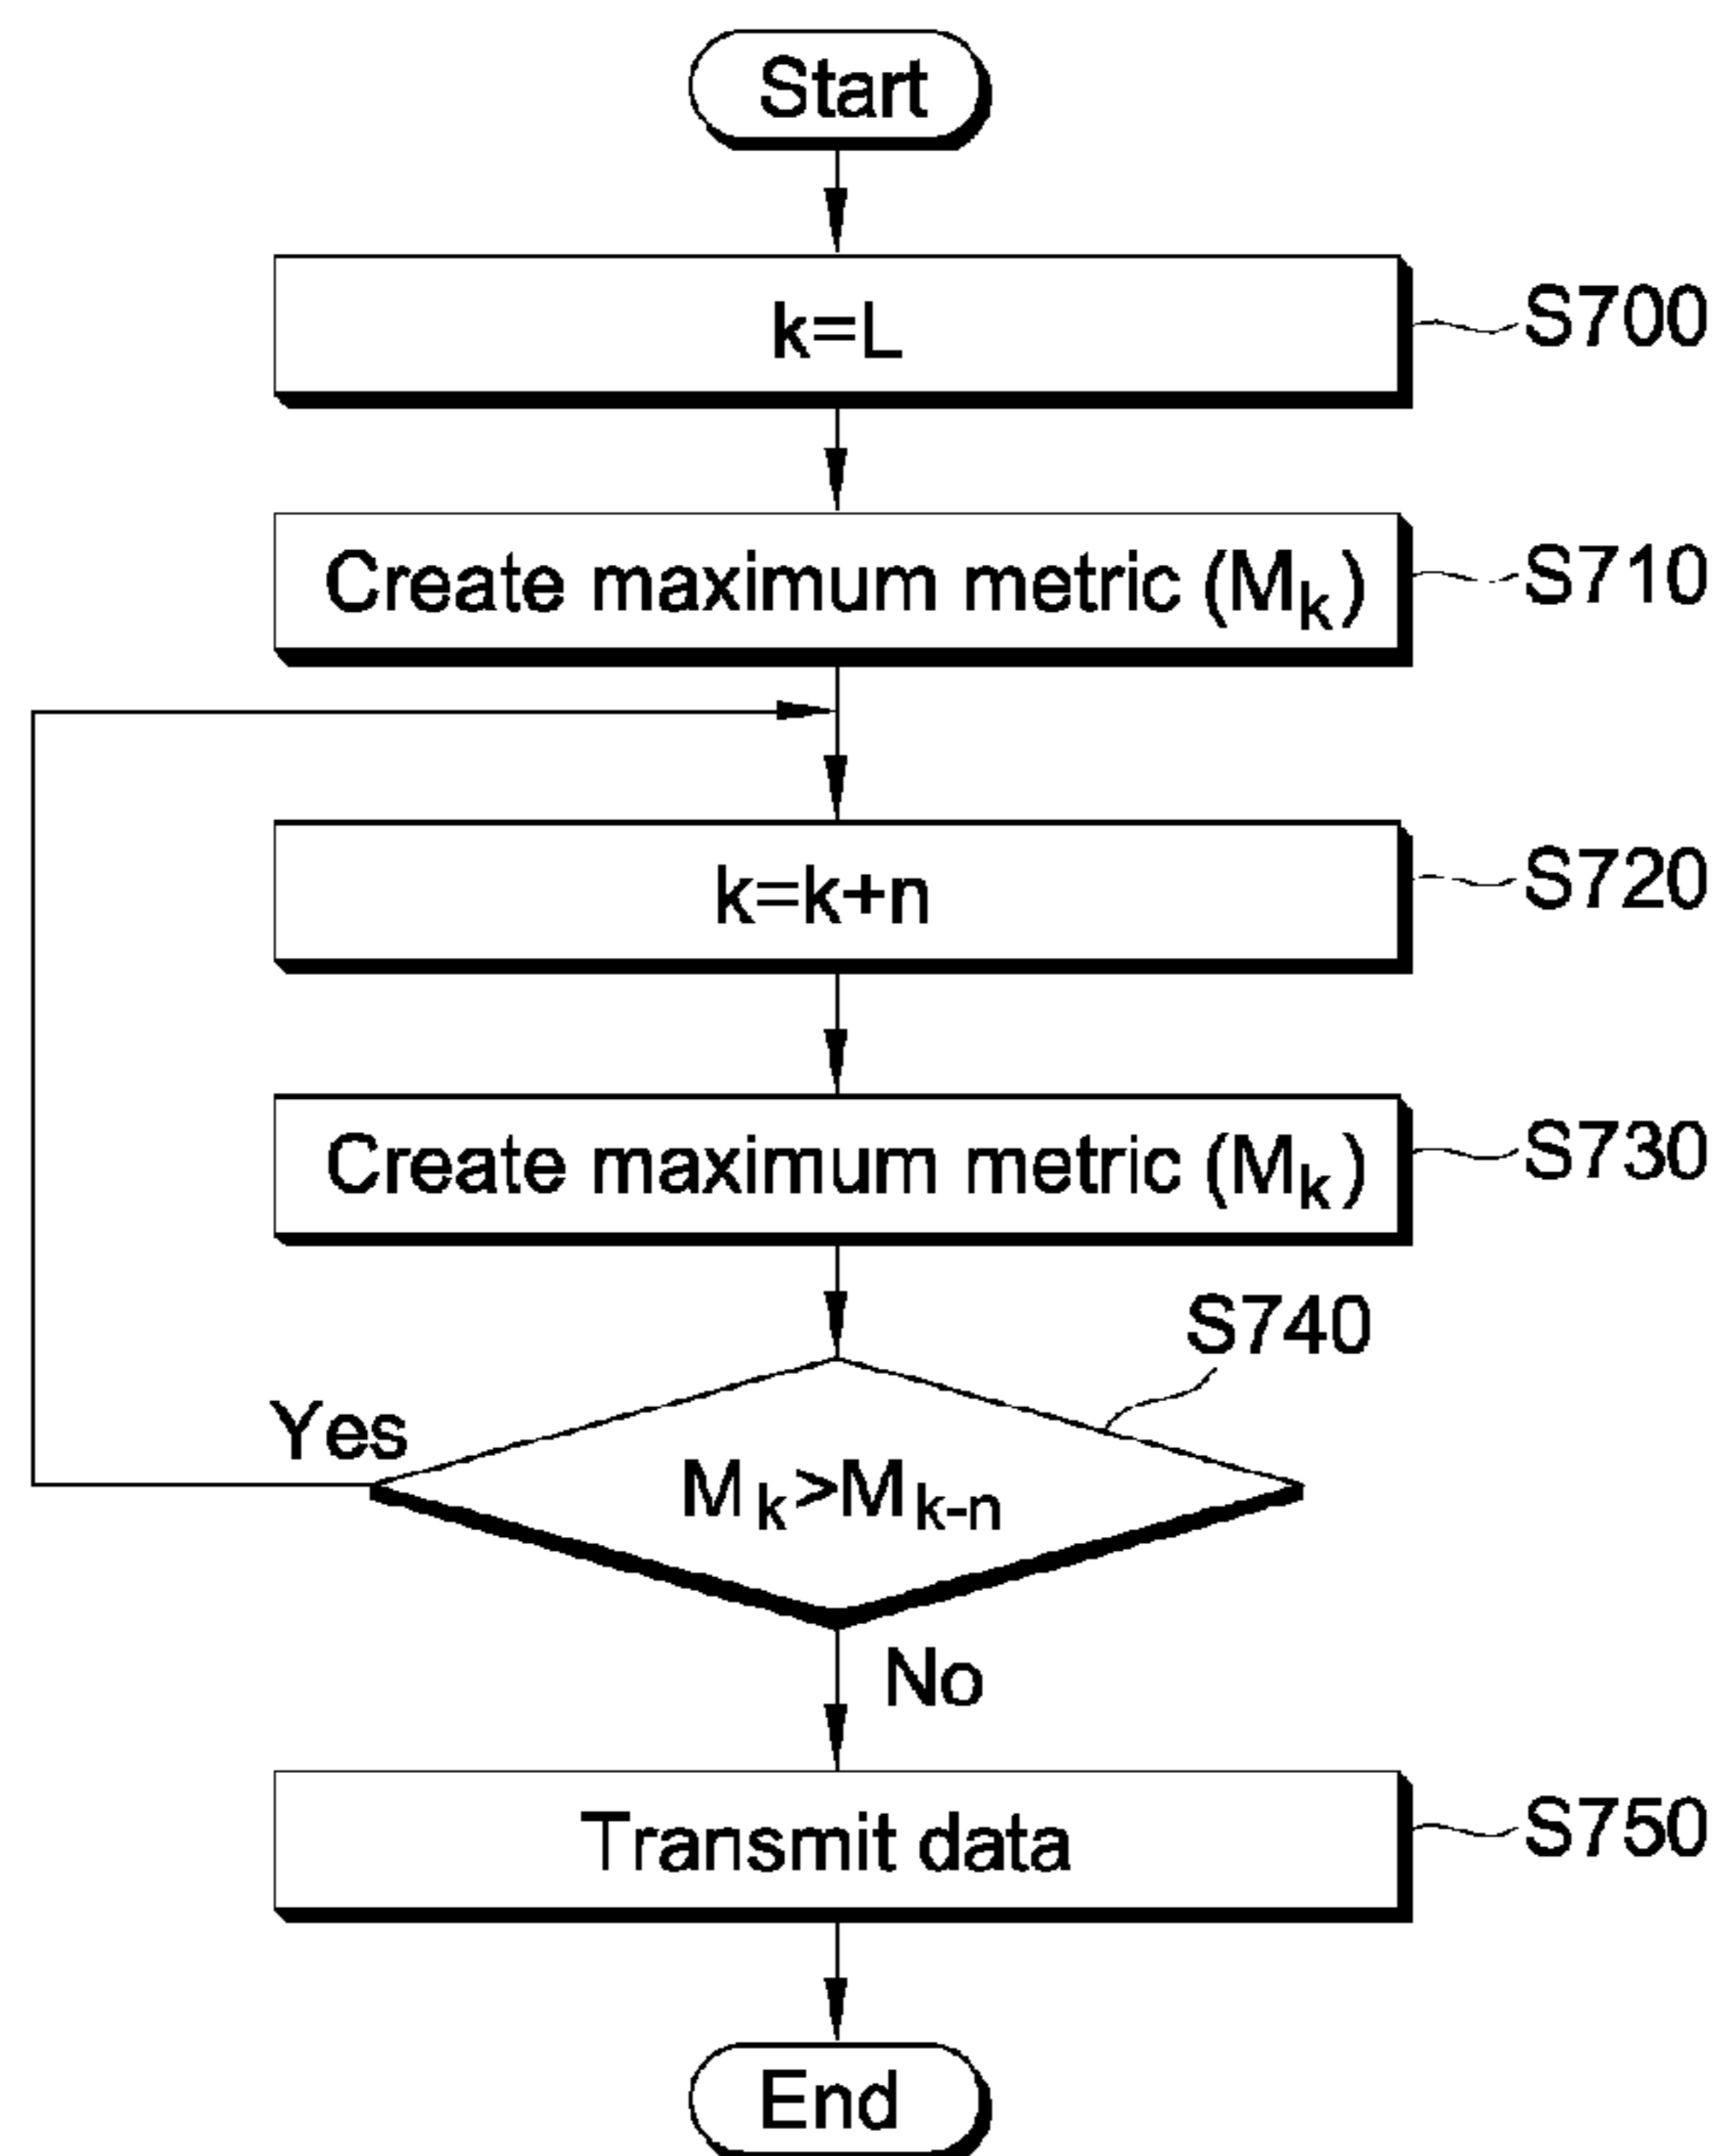 Start
k=L
S700
Create maximum metric (Mk)
S710
k=k+n
S720
Create maximum metric (Mk)
S730
S740
Yes
Mk>Mk-n
No
Transmit data
S750
End